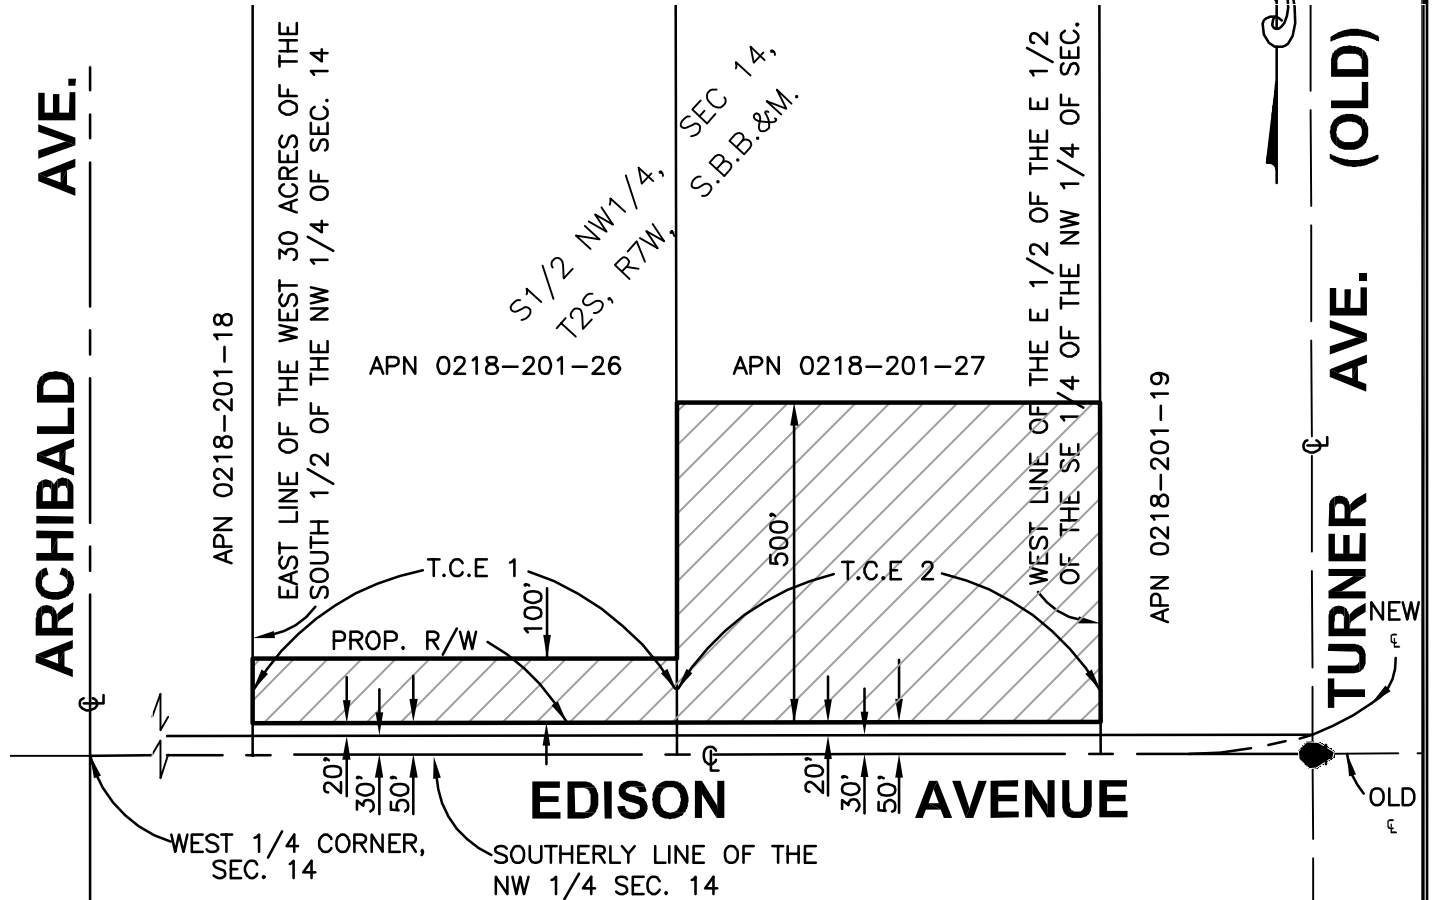 ARCHIBALD AVE.
APN 0218-201-18
EAST LINE OF THE WEST 30 ACRES OF THE
SOUTH 1/2 OF THE NW 1/4 OF SEC. 14
S1/2 NW1/4, SEC 14,
T2S, R7W, S.B.B.&M.
APN 0218-201-26
APN 0218-201-27
WEST LINE OF THE E 1/2 OF THE E 1/2
OF THE SE 1/4 OF THE NW 1/4 OF SEC.
APN 0218-201-19
TURNER AVE. (OLD)
℄
500'
T.C.E 1
100'
T.C.E 2
PROP. R/W
NEW
℄
℄
℄
20'
30'
50'
20'
30'
50'
EDISON AVENUE
OLD
℄
WEST 1/4 CORNER,
SEC. 14
SOUTHERLY LINE OF THE
NW 1/4 SEC. 14